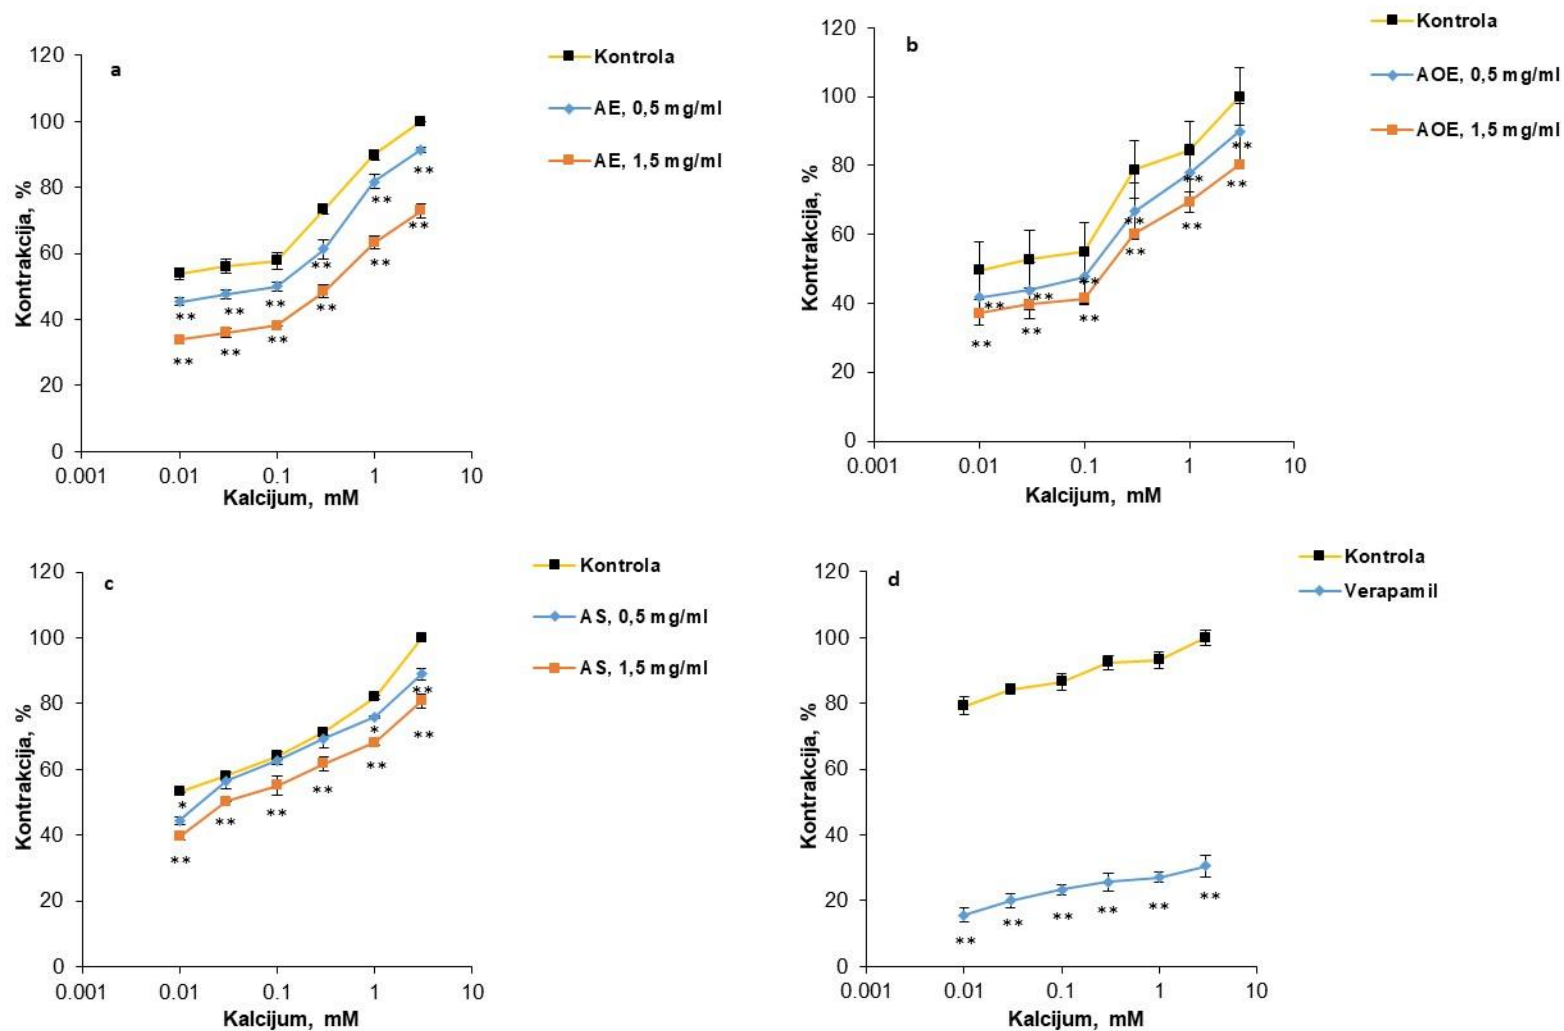 a
Kontrola
AE, 0,5 mg/ml
AE, 1,5 mg/ml
Kontrakcija, %
120
100
80
60
40
20
0
** ** ** ** ** **
** ** ** ** ** **
0.001 0.01 0.1 1 10
Kalcijum, mM
b
Kontrola
AOE, 0,5 mg/ml
AOE, 1,5 mg/ml
Kontrakcija, %
120
100
80
60
40
20
0
** ** ** ** ** **
** ** ** ** ** **
0.001 0.01 0.1 1 10
Kalcijum, mM
c
Kontrola
AS, 0,5 mg/ml
AS, 1,5 mg/ml
Kontrakcija, %
120
100
80
60
40
20
0
* * **
** ** ** ** ** **
0.001 0.01 0.1 1 10
Kalcijum, mM
d
Kontrola
Verapamil
Kontrakcija, %
120
100
80
60
40
20
0
** ** ** ** ** **
0.001 0.01 0.1 1 10
Kalcijum, mM